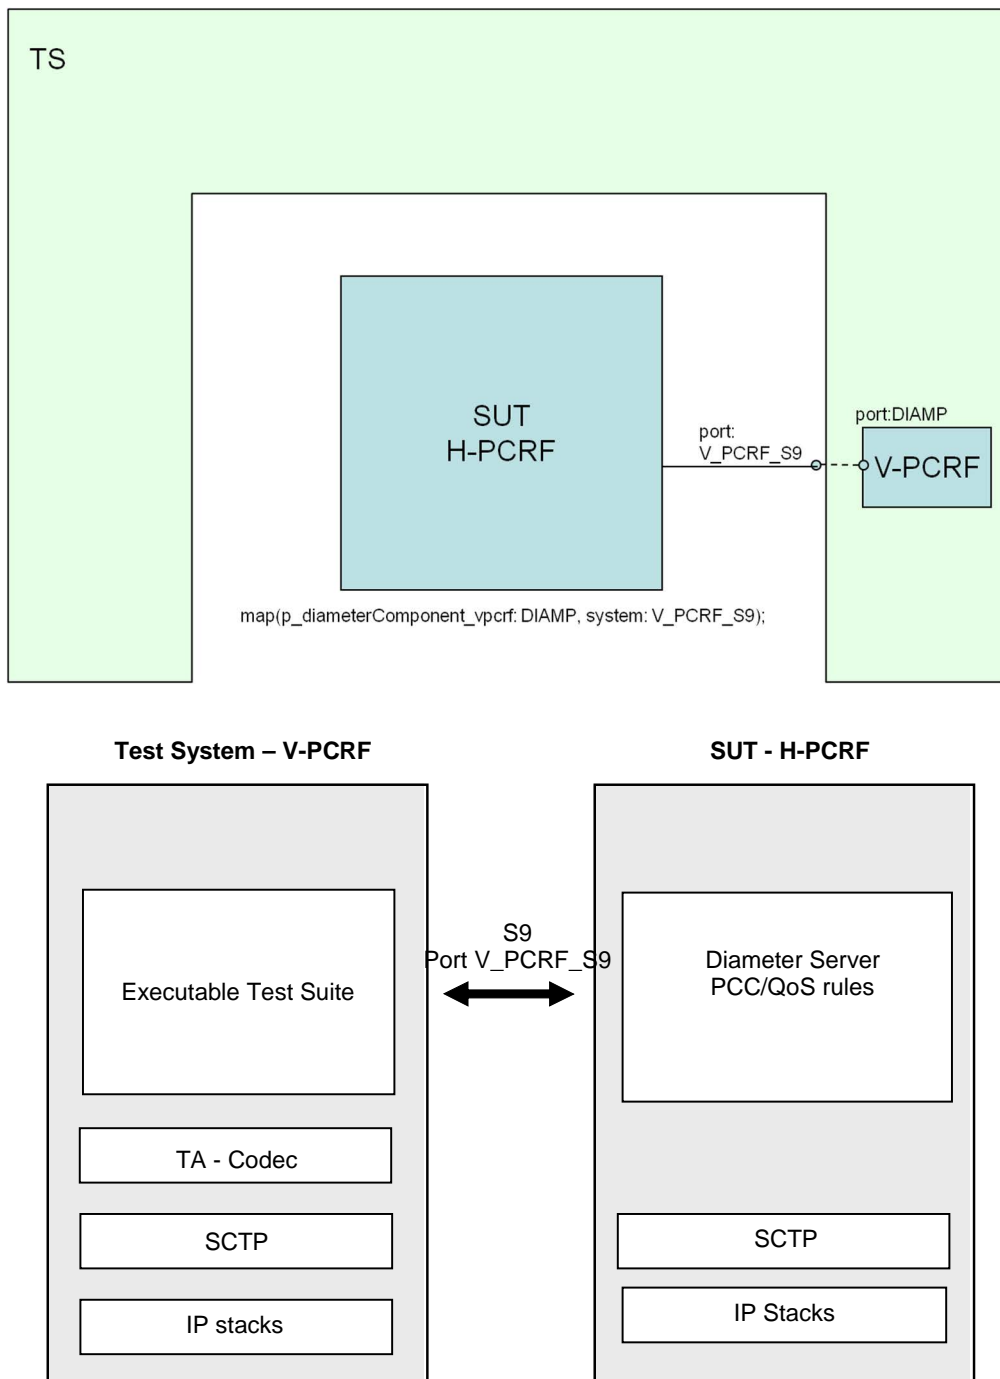 TS
SUT
H-PCRF
port:
V_PCRF_S9
port:DIAMP
V-PCRF
map(p_diameterComponent_vpcrf: DIAMP, system: V_PCRF_S9);
Test System – V-PCRF
SUT - H-PCRF
Executable Test Suite
S9
Port V_PCRF_S9
Diameter Server
PCC/QoS rules
TA - Codec
SCTP
SCTP
IP stacks
IP Stacks